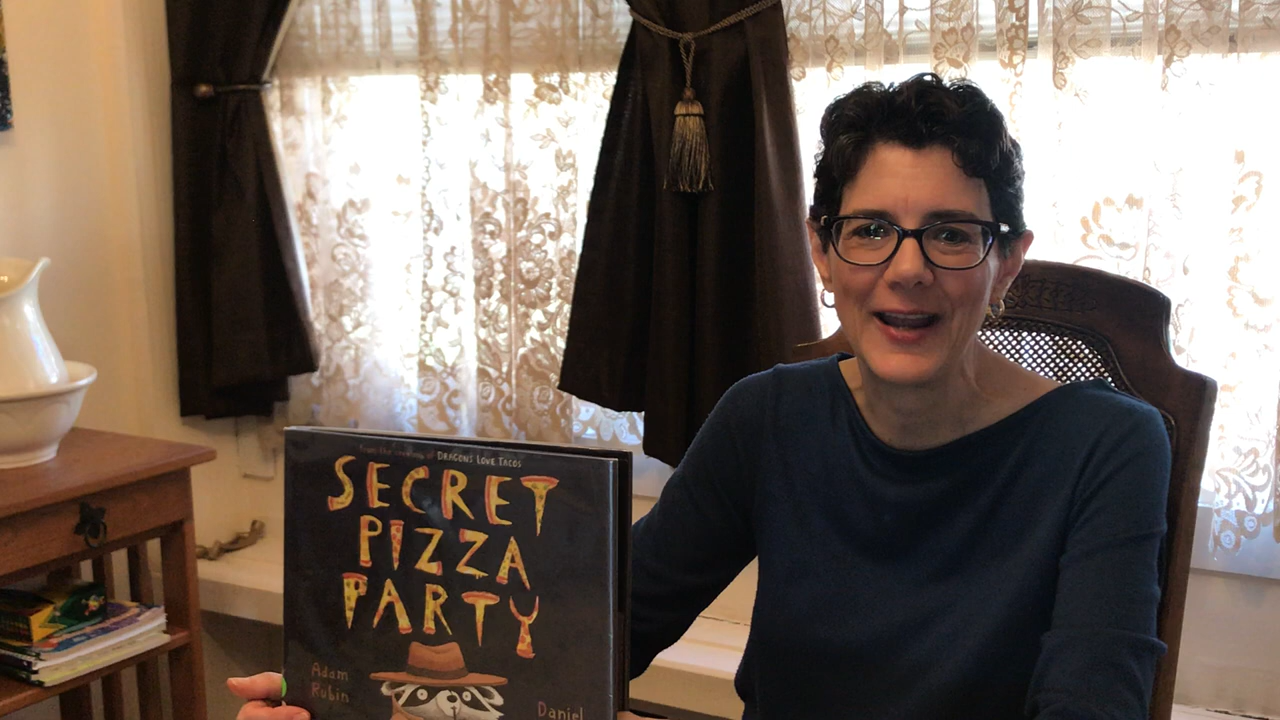 from the creators of DRAGONS LOVE TACOS
SECRET
PIZZA
PARTY
Adam
Rubin
Daniel